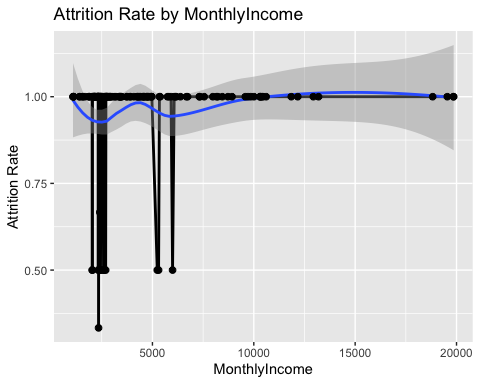 Attrition Rate by MonthlyIncome
Attrition Rate
1.00
0.75
0.50
5000 10000 15000 20000
MonthlyIncome